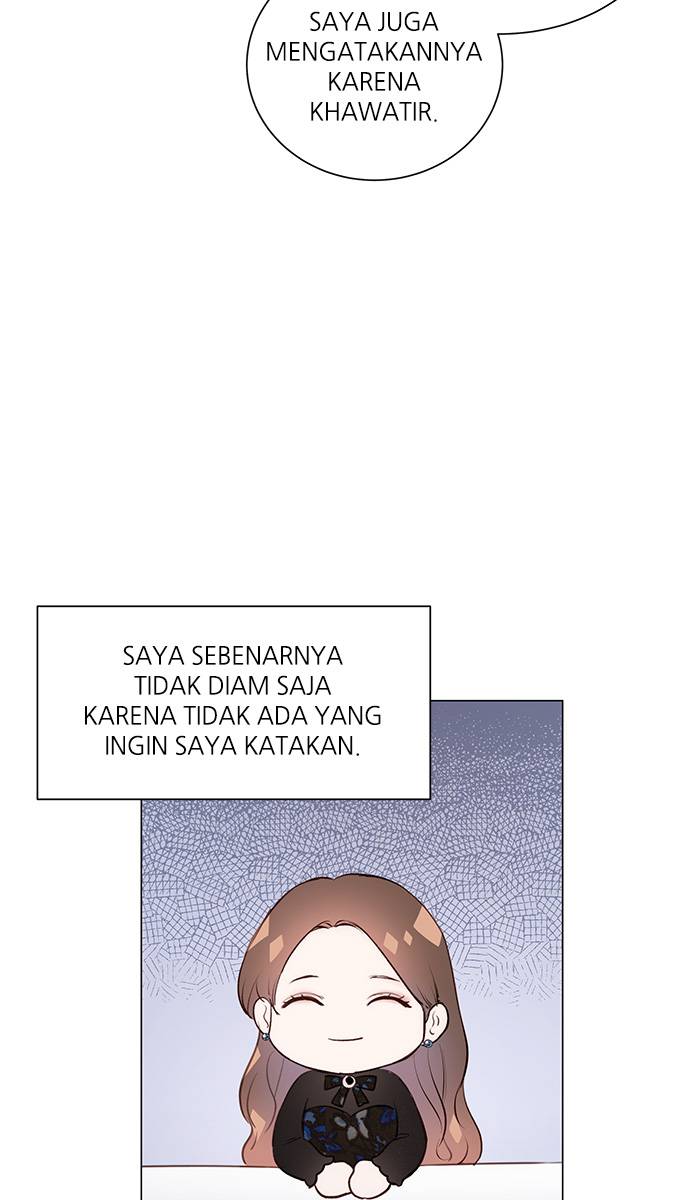 SAYA JUGA
MENGATAKANNYA
KARENA
KHAWATIR.
SAYA SEBENARNYA
TIDAK DIAM SAJA
KARENA TIDAK ADA YANG
INGIN SAYA KATAKAN.